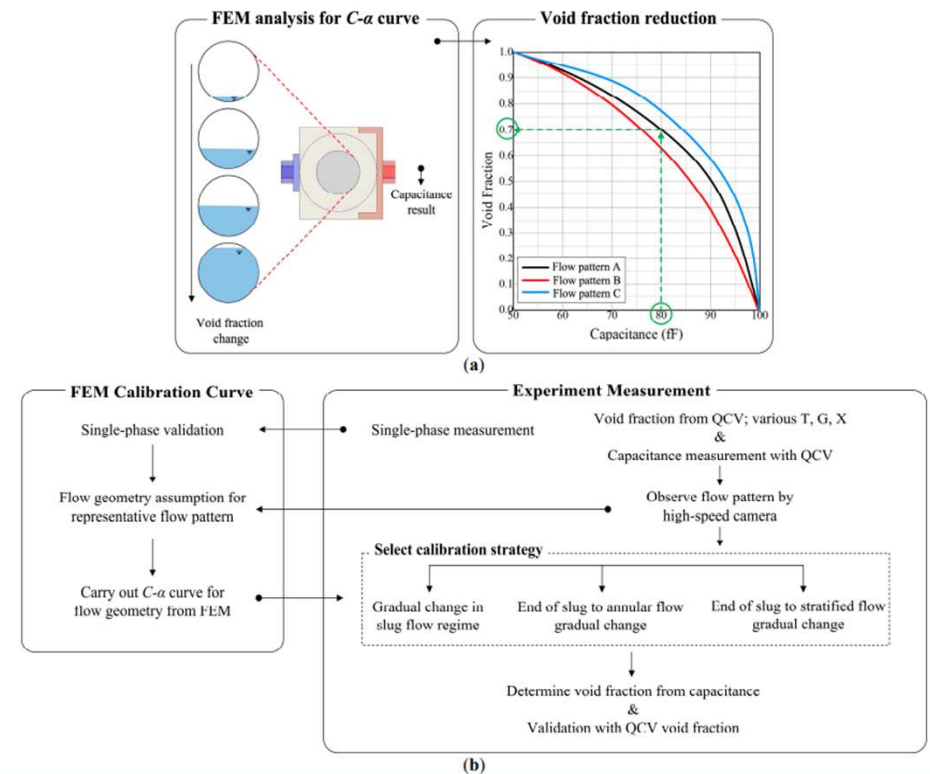 FEM analysis for C-α curve
Void fraction
change
Capacitance
result
Void fraction reduction
Void Fraction
1.0
0.9
0.8
0.7
0.6
0.5
0.4
0.3
0.2
0.1
0.0
Flow pattern A
Flow pattern B
Flow pattern C
50
60
70
80
90
100
Capacitance (fF)
(a)
FEM Calibration Curve
Single-phase validation
Flow geometry assumption for
representative flow pattern
Carry out C-α curve for
flow geometry from FEM
Experiment Measurement
Single-phase measurement
Void fraction from QCV; various T, G, X
&
Capacitance measurement with QCV
Observe flow pattern by
high-speed camera
Select calibration strategy
Gradual change in
slug flow regime
End of slug to annular flow
gradual change
End of slug to stratified flow
gradual change
Determine void fraction from capacitance
&
Validation with QCV void fraction
(b)